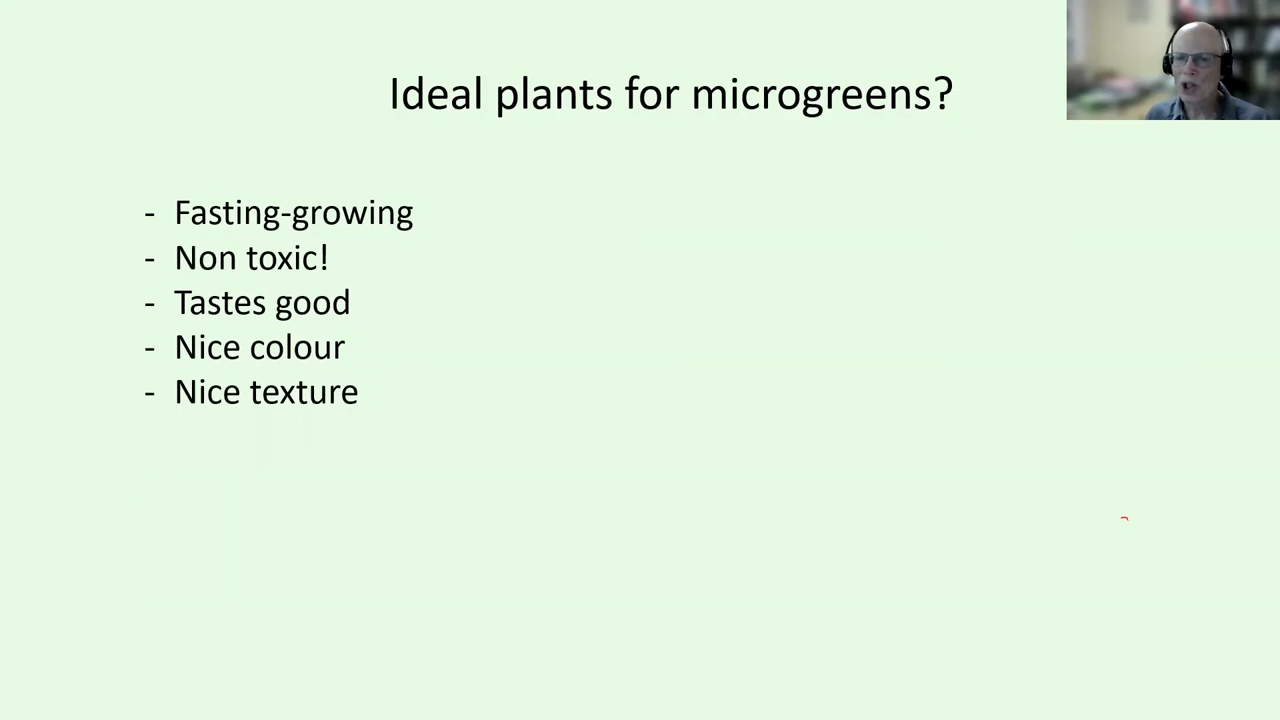 Ideal plants for microgreens?
- Fasting-growing
- Non toxic!
- Tastes good
- Nice colour
- Nice texture